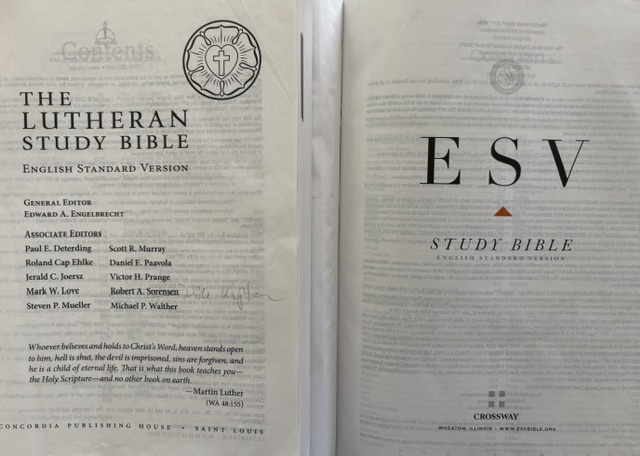 THE
LUTHERAN
STUDY BIBLE
ENGLISH STANDARD VERSION
GENERAL EDITOR
EDWARD A. ENGELBRECHT
ASSOCIATE EDITORS
Paul E. Deterding Scott R. Murray
Roland Cap Ehlke Daniel E. Paavola
Jerald C. Joersz Victor H. Prange
Mark W. Love Robert A. Sorensen
Steven P. Mueller Michael P. Walther
Whoever believes and holds to Christ's Word, heaven stands open
to him, hell is shut, the devil is imprisoned, sins are forgiven, and
he is a child of eternal life. That is what this book teaches you—
the Holy Scripture—and no other book on earth.
—Martin Luther
(WA 48:155)
CONCORDIA PUBLISHING HOUSE • SAINT LOUIS
ESV
STUDY BIBLE
ENGLISH STANDARD VERSION
CROSSWAY
WHEATON, ILLINOIS • WWW.ESVBIBLE.ORG